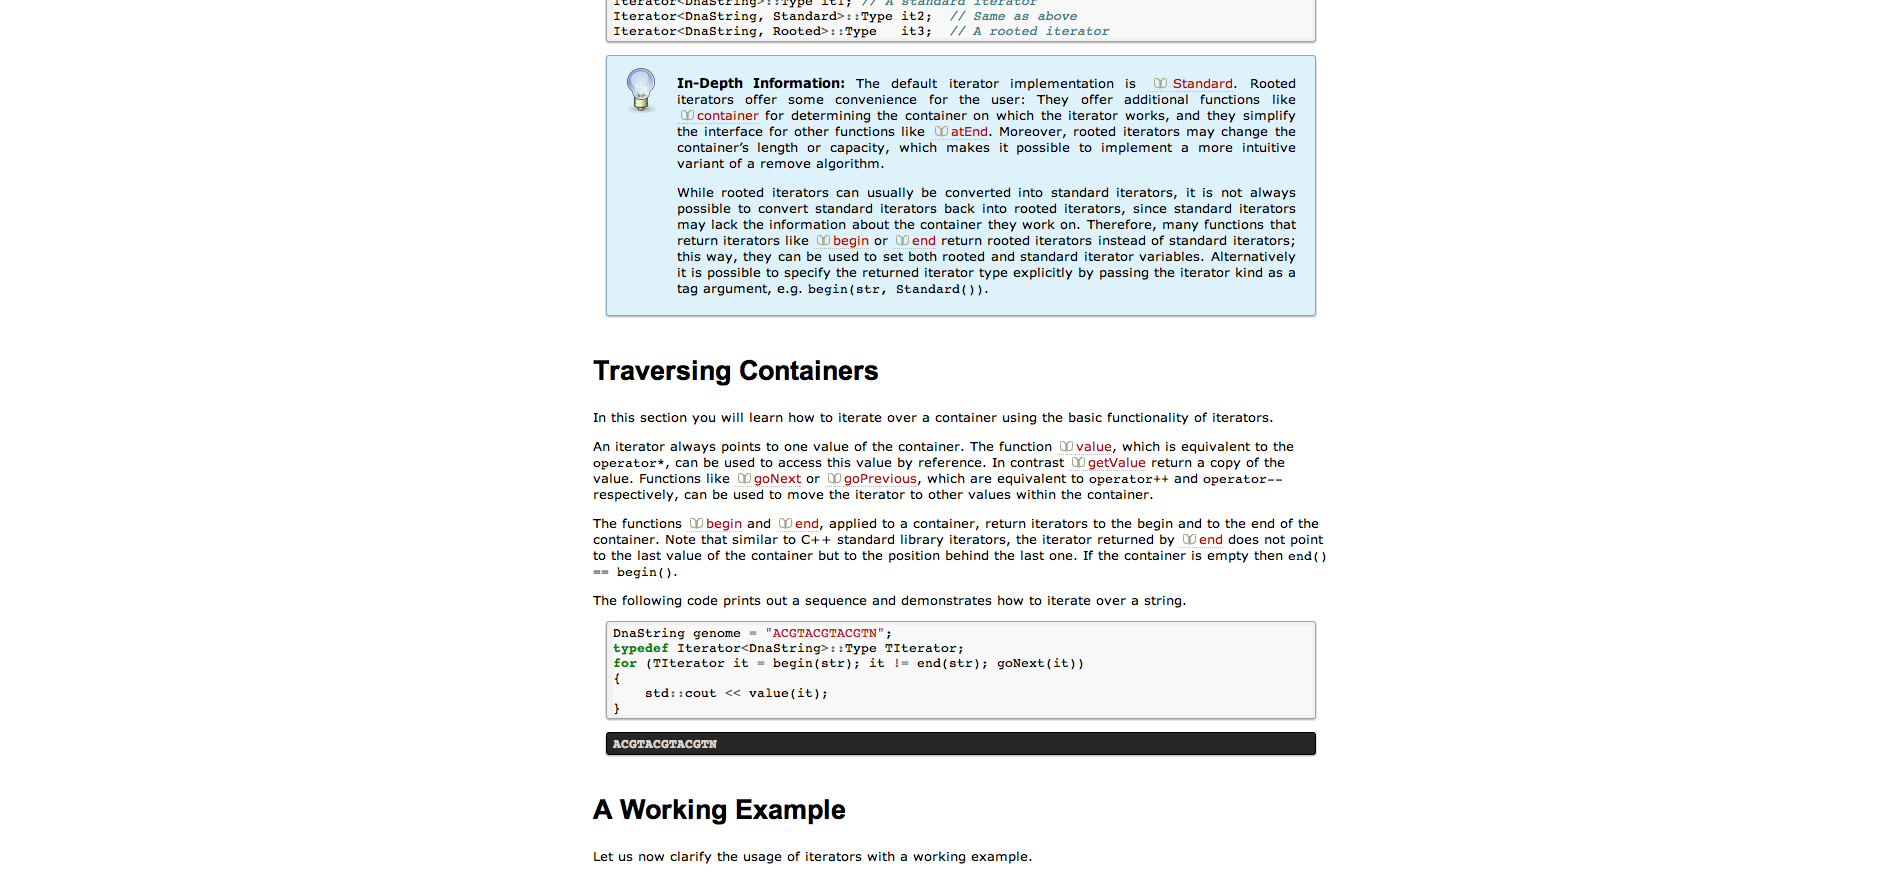 Iterator<DnaString>::Type it1; // A standard iterator
Iterator<DnaString, Standard>::Type it2;  // Same as above
Iterator<DnaString, Rooted>::Type   it3;  // A rooted iterator
In-Depth Information: The default iterator implementation is Standard. Rooted
iterators offer some convenience for the user: They offer additional functions like
container for determining the container on which the iterator works, and they simplify
the interface for other functions like atEnd. Moreover, rooted iterators may change the
container’s length or capacity, which makes it possible to implement a more intuitive
variant of a remove algorithm.
While rooted iterators can usually be converted into standard iterators, it is not always
possible to convert standard iterators back into rooted iterators, since standard iterators
may lack the information about the container they work on. Therefore, many functions that
return iterators like begin or end return rooted iterators instead of standard iterators;
this way, they can be used to set both rooted and standard iterator variables. Alternatively
it is possible to specify the returned iterator type explicitly by passing the iterator kind as a
tag argument, e.g. begin(str, Standard()).
Traversing Containers
In this section you will learn how to iterate over a container using the basic functionality of iterators.
An iterator always points to one value of the container. The function value, which is equivalent to the
operator*, can be used to access this value by reference. In contrast getValue return a copy of the
value. Functions like goNext or goPrevious, which are equivalent to operator++ and operator--
respectively, can be used to move the iterator to other values within the container.
The functions begin and end, applied to a container, return iterators to the begin and to the end of the
container. Note that similar to C++ standard library iterators, the iterator returned by end does not point
to the last value of the container but to the position behind the last one. If the container is empty then end()
== begin().
The following code prints out a sequence and demonstrates how to iterate over a string.
DnaString genome = "ACGTACGTACGTN";
typedef Iterator<DnaString>::Type TIterator;
for (TIterator it = begin(str); it != end(str); goNext(it))
{
    std::cout << value(it);
}
ACGTACGTACGTN
A Working Example
Let us now clarify the usage of iterators with a working example.